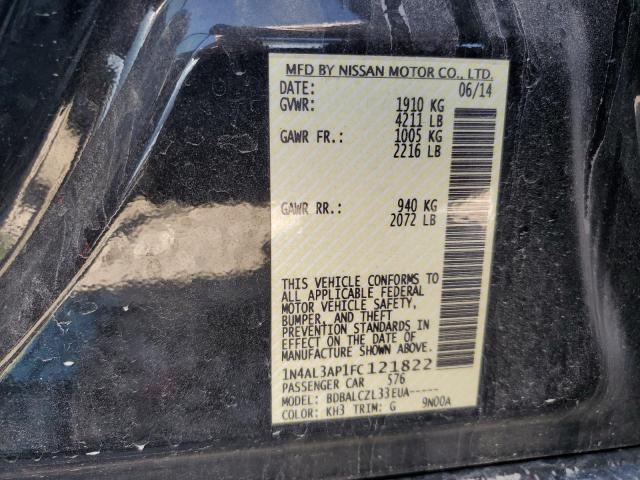 MFD BY NISSAN MOTOR CO., LTD.
DATE: 06/14
GVWR: 1910 KG
4211 LB
GAWR FR.: 1005 KG
2216 LB
GAWR RR.: 940 KG
2072 LB
THIS VEHICLE CONFORMS TO
ALL APPLICABLE FEDERAL
MOTOR VEHICLE SAFETY,
BUMPER, AND THEFT
PREVENTION STANDARDS IN
EFFECT ON THE DATE OF
MANUFACTURE SHOWN ABOVE.
1N4AL3AP1FC121822
PASSENGER CAR 576
MODEL: BDBALCZL33EUA-----
COLOR: KH3 TRIM: G 9N00A